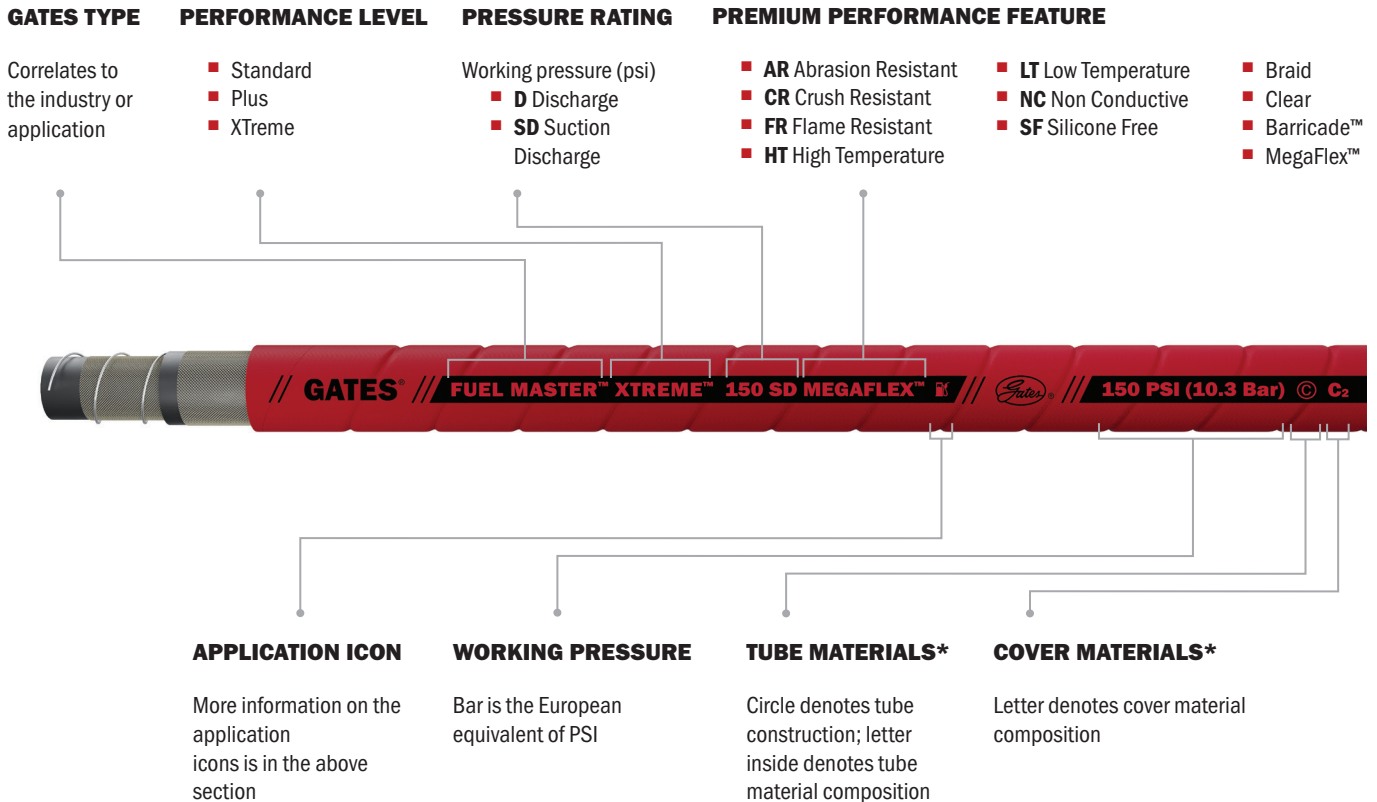 GATES TYPE
Correlates to
the industry or
application
PERFORMANCE LEVEL
■ Standard
■ Plus
■ XTreme
PRESSURE RATING
Working pressure (psi)
■ D Discharge
■ SD Suction
Discharge
PREMIUM PERFORMANCE FEATURE
■ AR Abrasion Resistant
■ CR Crush Resistant
■ FR Flame Resistant
■ HT High Temperature
■ LT Low Temperature
■ NC Non Conductive
■ SF Silicone Free
■ Braid
■ Clear
■ Barricade™
■ MegaFlex™
// GATES® // FUEL MASTER™ XTREME™ 150 SD MEGAFLEX™ // Gates® // 150 PSI (10.3 Bar) Ⓒ C₂
APPLICATION ICON
More information on the
application
icons is in the above
section
WORKING PRESSURE
Bar is the European
equivalent of PSI
TUBE MATERIALS*
Circle denotes tube
construction; letter
inside denotes tube
material composition
COVER MATERIALS*
Letter denotes cover material
composition